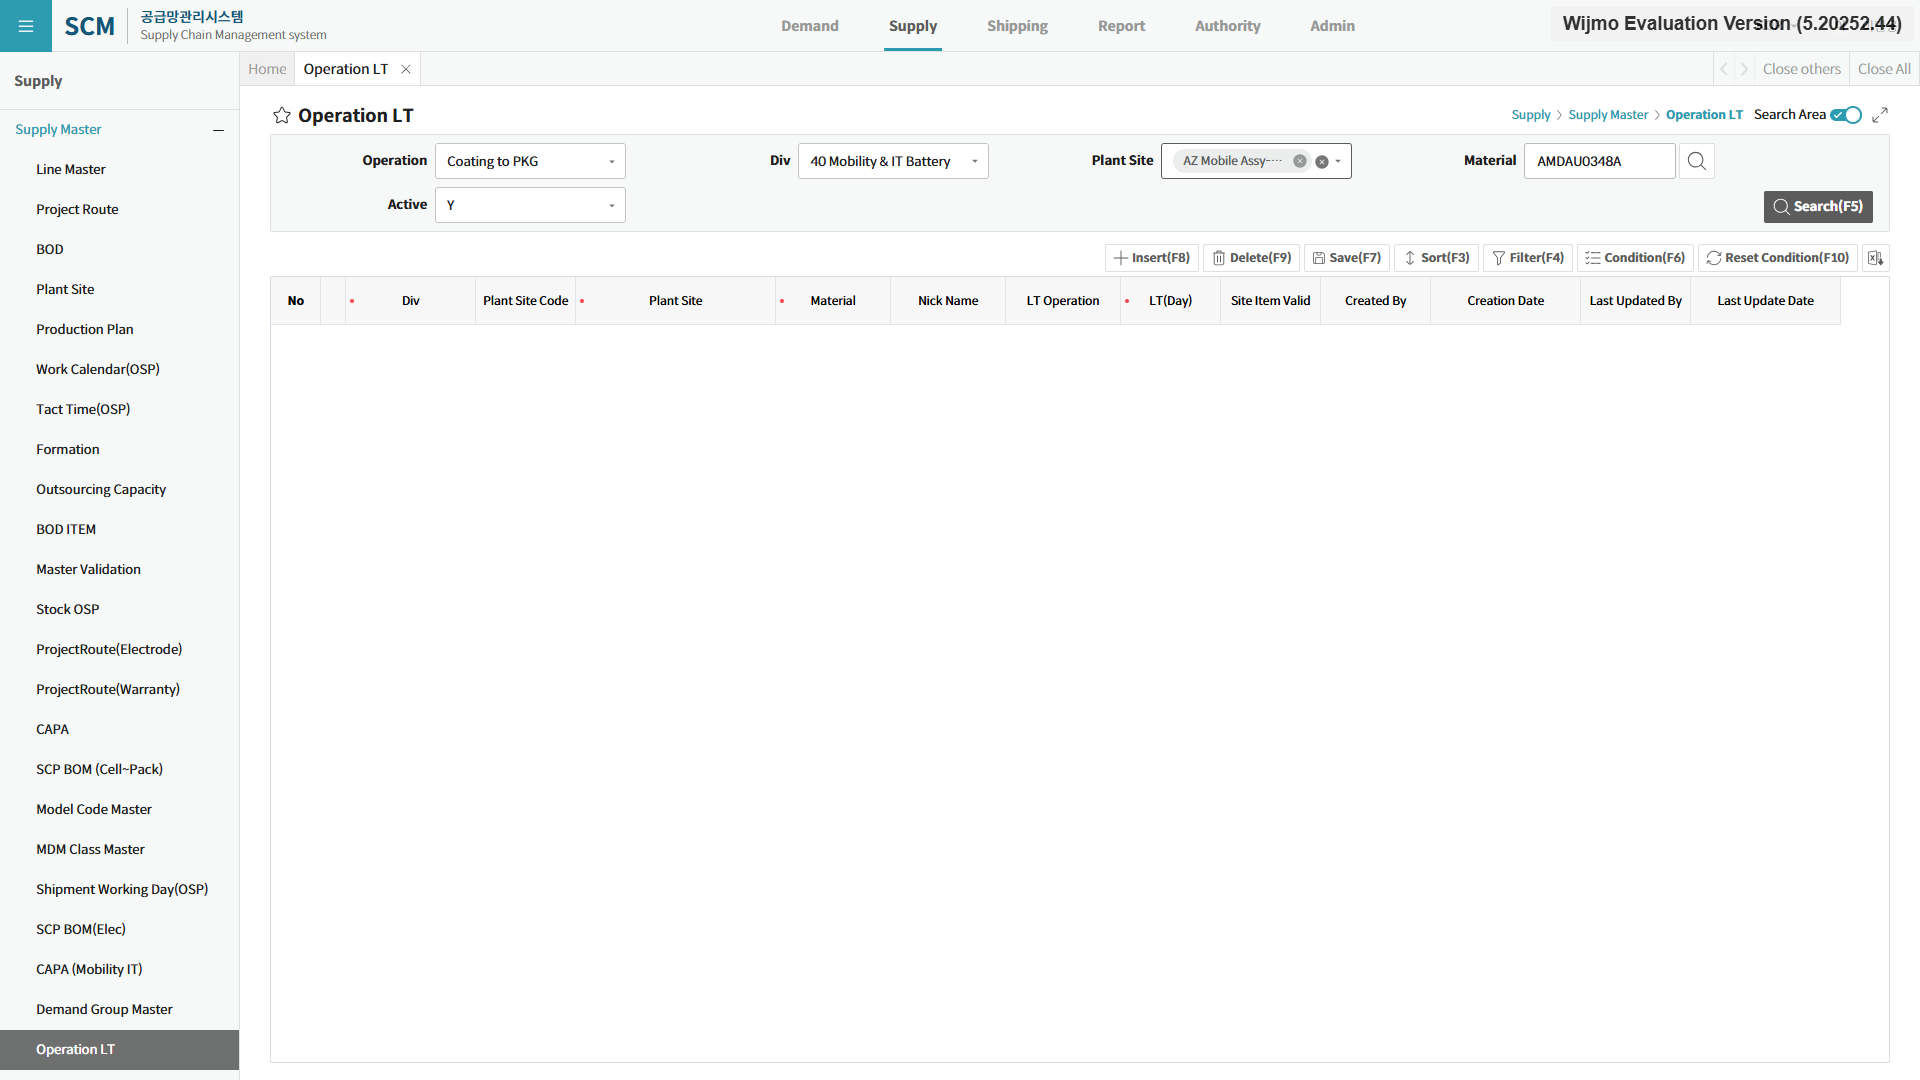 SCM
공급망관리시스템
Supply Chain Management system
Demand
Supply
Shipping
Report
Authority
Admin
Wijmo Evaluation Version (5.20252.44)
Supply
Home
Operation LT
Close others
Close All
Supply Master
Line Master
Project Route
BOD
Plant Site
Production Plan
Work Calendar(OSP)
Tact Time(OSP)
Formation
Outsourcing Capacity
BOD ITEM
Master Validation
Stock OSP
ProjectRoute(Electrode)
ProjectRoute(Warranty)
CAPA
SCP BOM (Cell~Pack)
Model Code Master
MDM Class Master
Shipment Working Day(OSP)
SCP BOM(Elec)
CAPA (Mobility IT)
Demand Group Master
Operation LT
Operation LT
Supply > Supply Master > Operation LT
Search Area
Operation
Coating to PKG
Div
40 Mobility & IT Battery
Plant Site
AZ Mobile Assy-···
Material
AMDAU0348A
Active
Y
Search(F5)
Insert(F8)
Delete(F9)
Save(F7)
Sort(F3)
Filter(F4)
Condition(F6)
Reset Condition(F10)
No
Div
Plant Site Code
Plant Site
Material
Nick Name
LT Operation
LT(Day)
Site Item Valid
Created By
Creation Date
Last Updated By
Last Update Date